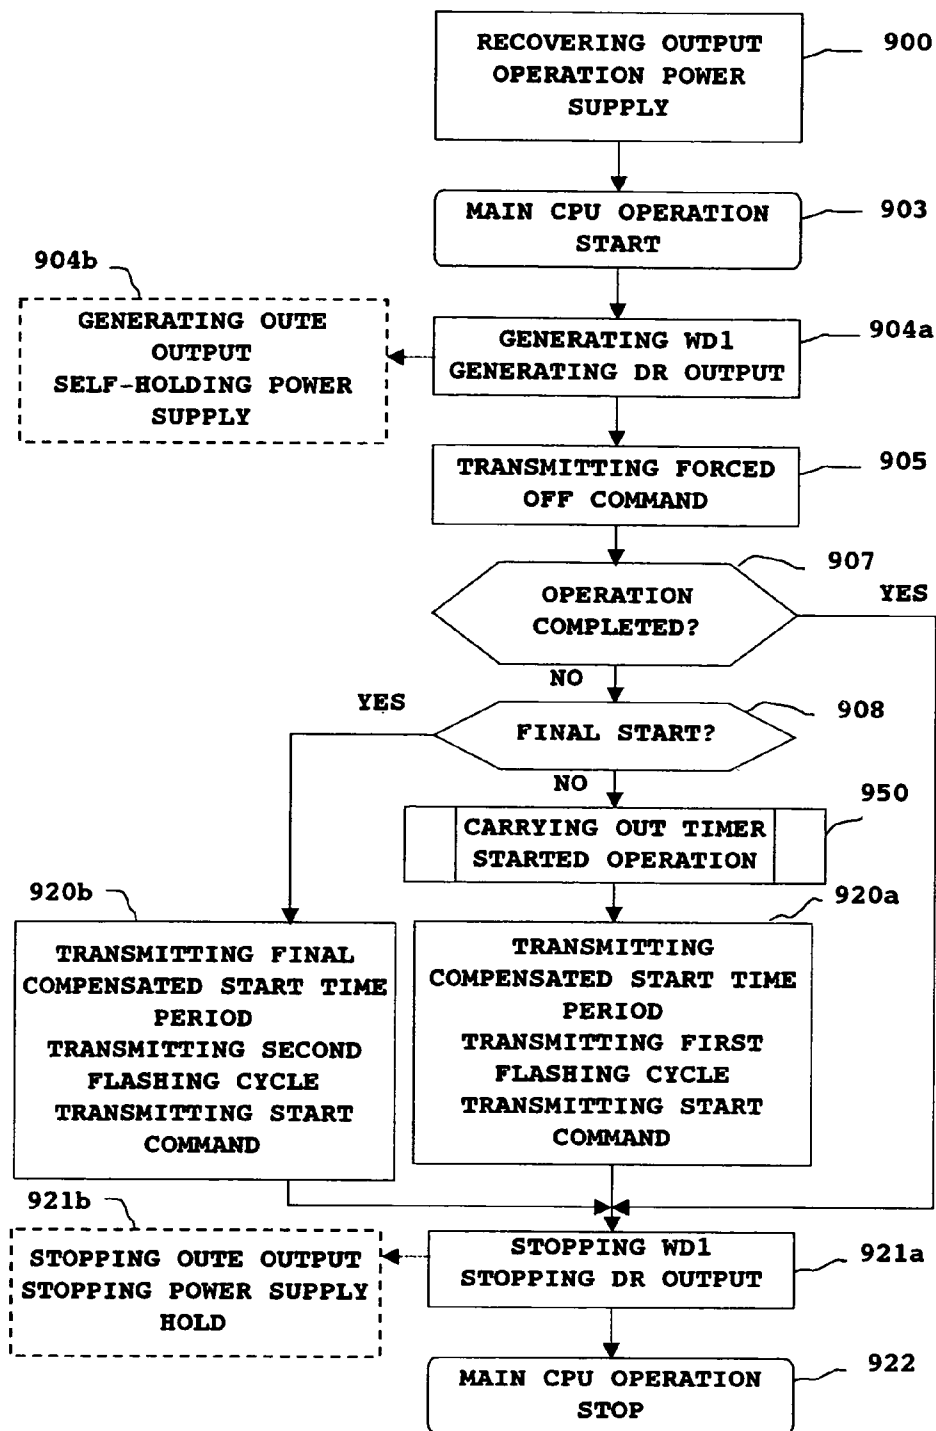 RECOVERING OUTPUT
OPERATION POWER
SUPPLY
900
MAIN CPU OPERATION
START
903
904b
GENERATING OUTE
OUTPUT
SELF-HOLDING POWER
SUPPLY
GENERATING WD1
GENERATING DR OUTPUT
904a
TRANSMITTING FORCED
OFF COMMAND
905
OPERATION
COMPLETED?
907
YES
NO
YES
FINAL START?
908
NO
CARRYING OUT TIMER
STARTED OPERATION
950
920b
TRANSMITTING FINAL
COMPENSATED START TIME
PERIOD
TRANSMITTING SECOND
FLASHING CYCLE
TRANSMITTING START
COMMAND
920a
TRANSMITTING
COMPENSATED START TIME
PERIOD
TRANSMITTING FIRST
FLASHING CYCLE
TRANSMITTING START
COMMAND
921b
STOPPING OUTE OUTPUT
STOPPING POWER SUPPLY
HOLD
STOPPING WD1
STOPPING DR OUTPUT
921a
MAIN CPU OPERATION
STOP
922